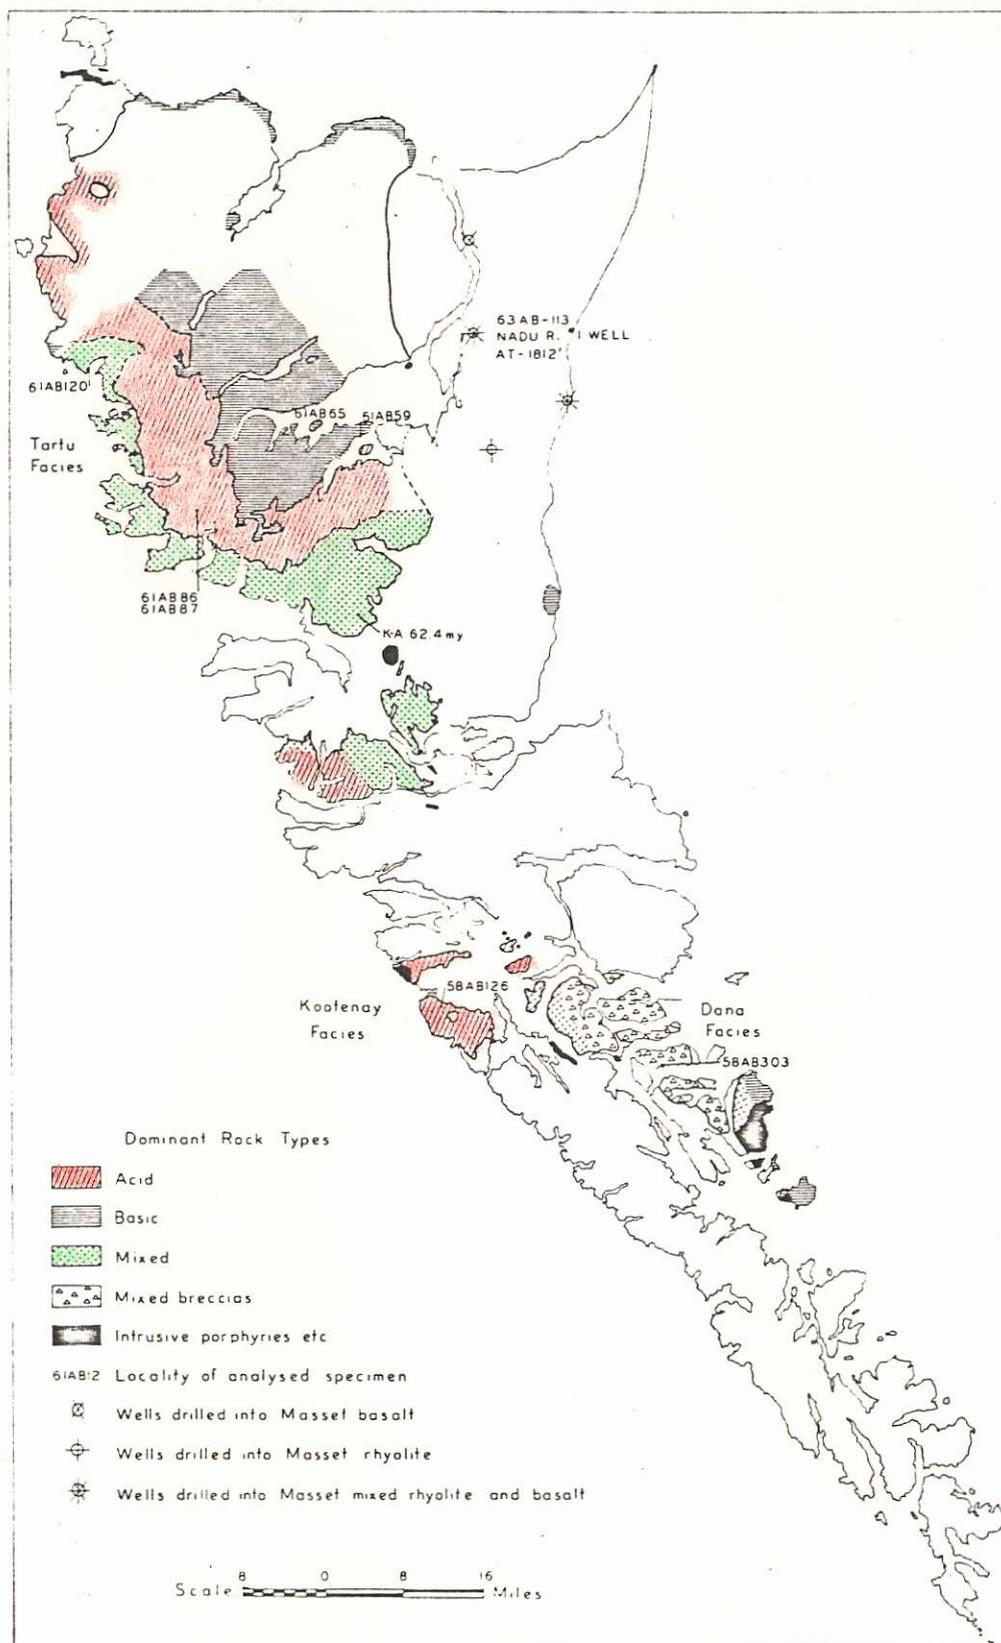 63AB-113
NADU R. 1 WELL
AT-1812'
61AB120
61AB65
61AB59
Tartu
Facies
61AB86
61AB87
K-A 62.4 my
58AB126
Kootenay
Facies
Dana
Facies
58AB303
Dominant Rock Types
Acid
Basic
Mixed
Mixed breccias
Intrusive porphyries etc
61AB12 Locality of analysed specimen
Wells drilled into Masset basalt
Wells drilled into Masset rhyolite
Wells drilled into Masset mixed rhyolite and basalt
8 0 8 16
Scale Miles